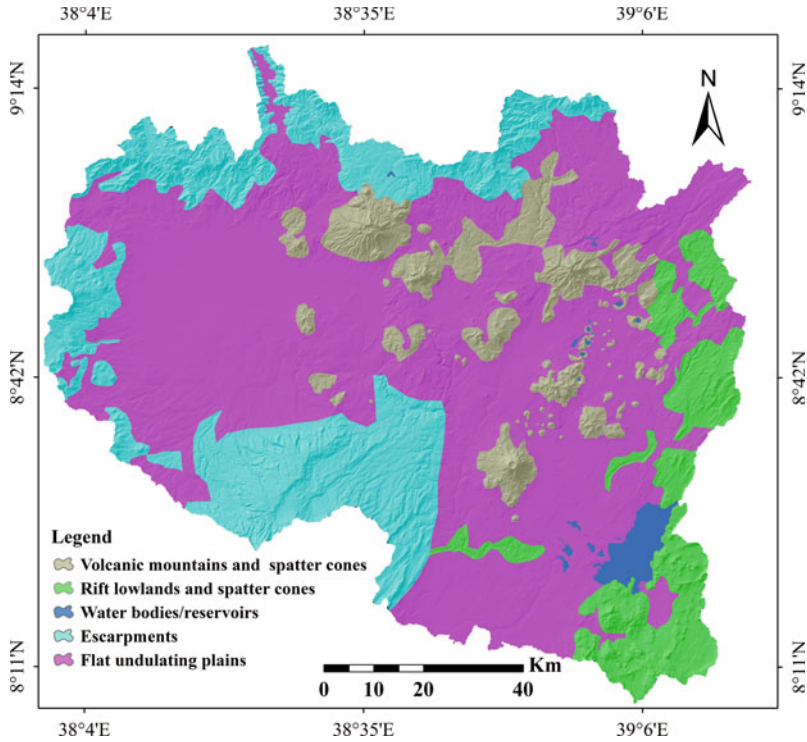 38°4'E 38°35' 39°6'E
9°14'N 9°14'N
N
8°42'N 8°42'N
Legend
Volcanic mountains and spatter cones
Rift lowlands and spatter cones
Water bodies/reservoirs
Escarpments
Flat undulating plains
8°11'N 8°11'N
Km
0 10 20 40
38°4'E 38°35' 39°6'E